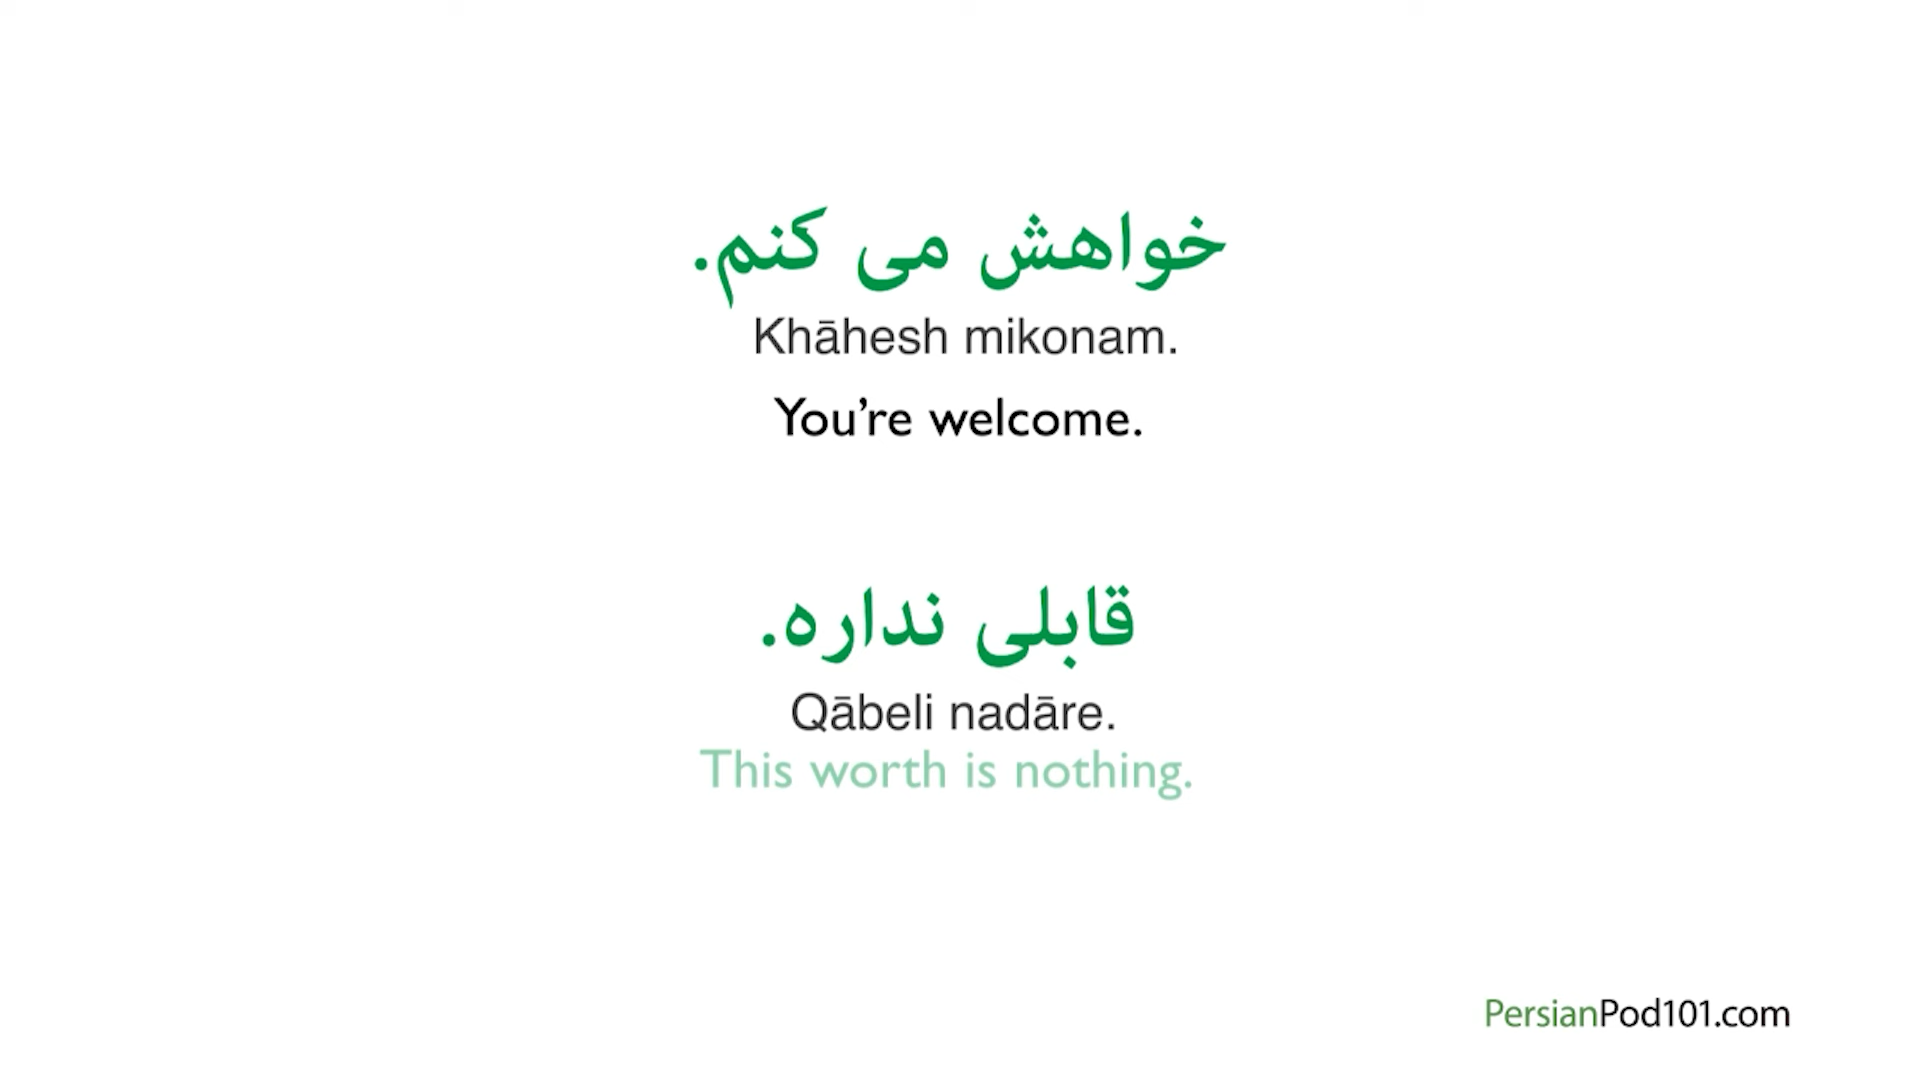 خواهش می کنم.
Khāhesh mikonam.
You’re welcome.
قابلی نداره.
Qābeli nadāre.
This worth is nothing.
PersianPod101.com